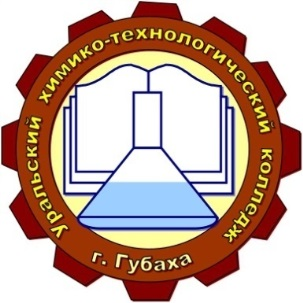 Уральский химико-технологический колледж
г. Губаха